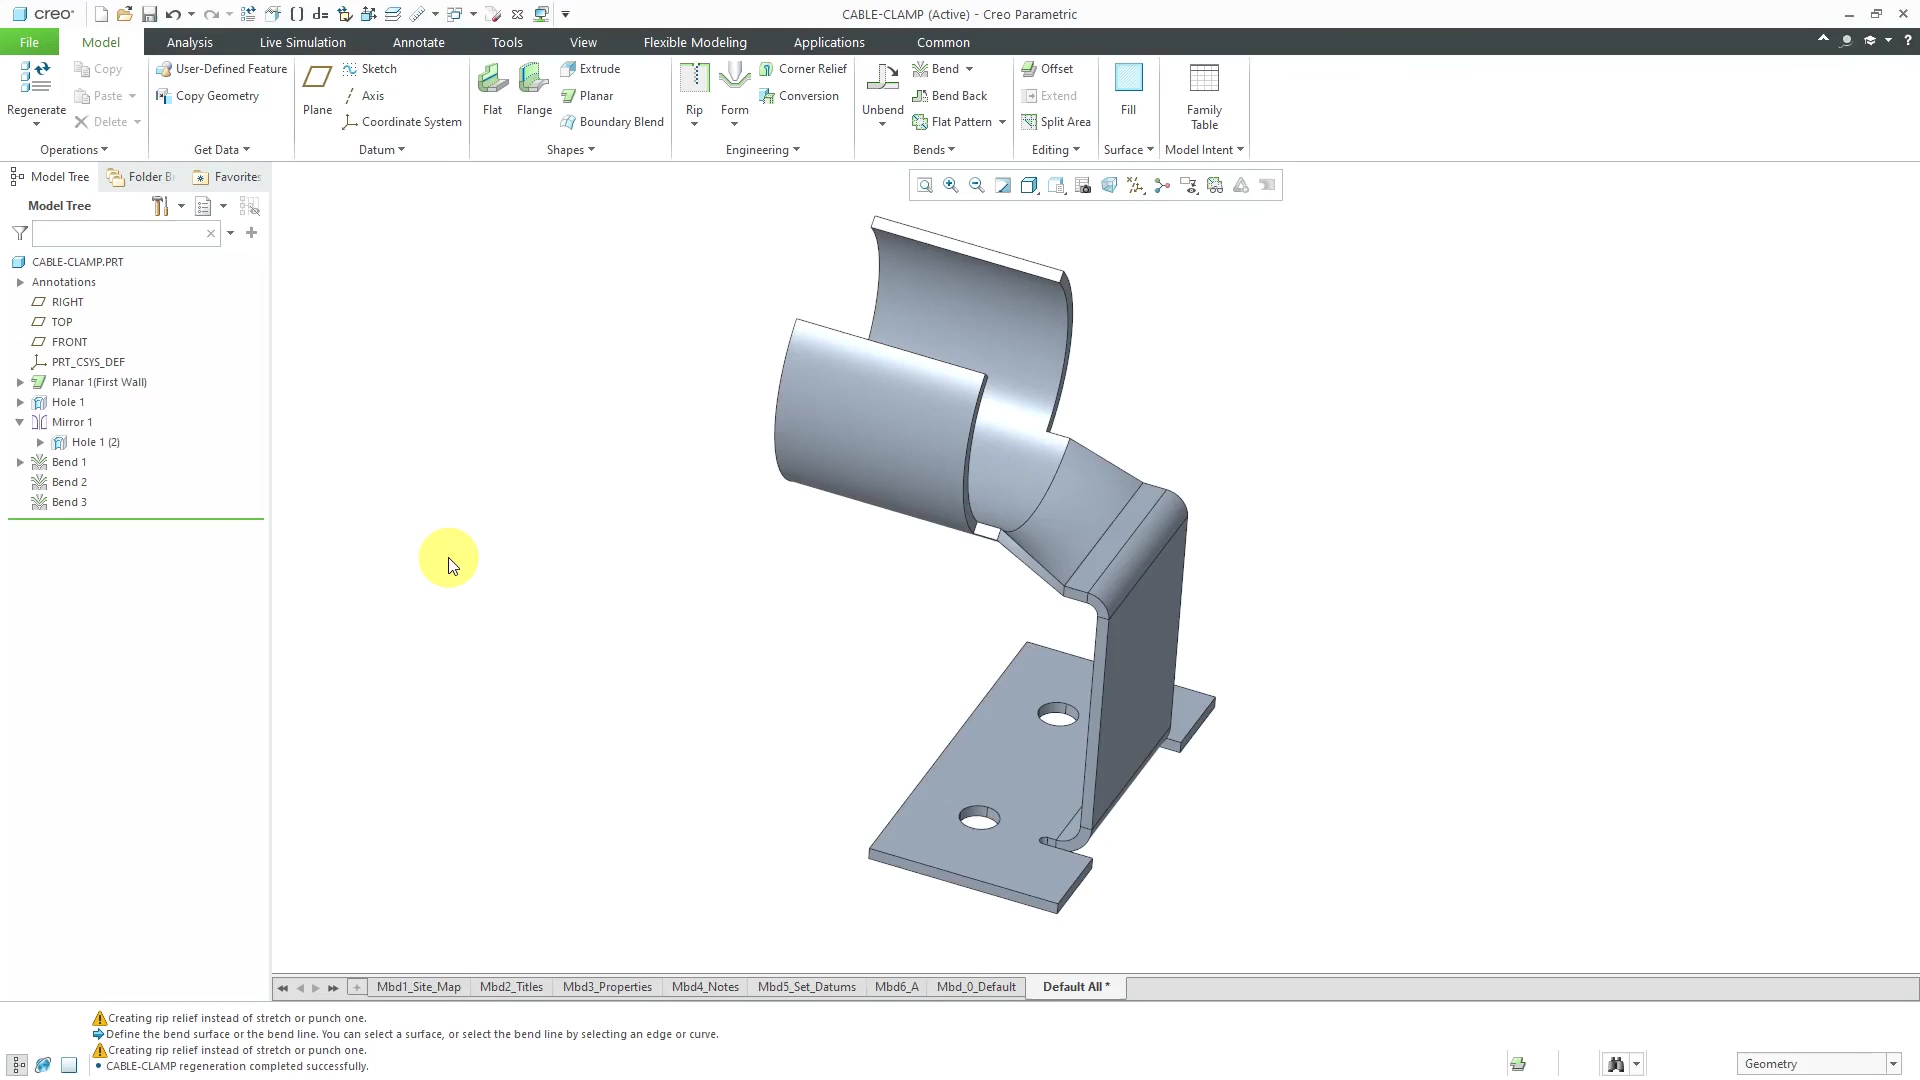 creo
CABLE-CLAMP (Active) - Creo Parametric
File
Model
Analysis
Live Simulation
Annotate
Tools
View
Flexible Modeling
Applications
Common
Regenerate
Copy
Paste
Delete
Operations
User-Defined Feature
Copy Geometry
Get Data
Plane
Sketch
Axis
Coordinate System
Datum
Flat
Flange
Extrude
Planar
Boundary Blend
Shapes
Rip
Form
Corner Relief
Conversion
Engineering
Unbend
Bend
Bend Back
Flat Pattern
Bends
Offset
Extend
Split Area
Editing
Fill
Surface
Family
Table
Model Intent
Model Tree
Folder Br
Favorites
Model Tree
CABLE-CLAMP.PRT
Annotations
RIGHT
TOP
FRONT
PRT_CSYS_DEF
Planar 1(First Wall)
Hole 1
Mirror 1
Hole 1 (2)
Bend 1
Bend 2
Bend 3
Mbd1_Site_Map
Mbd2_Titles
Mbd3_Properties
Mbd4_Notes
Mbd5_Set_Datums
Mbd6_A
Mbd_0_Default
Default All *
Creating rip relief instead of stretch or punch one.
Define the bend surface or the bend line. You can select a surface, or select the bend line by selecting an edge or curve.
Creating rip relief instead of stretch or punch one.
• CABLE-CLAMP regeneration completed successfully.
Geometry